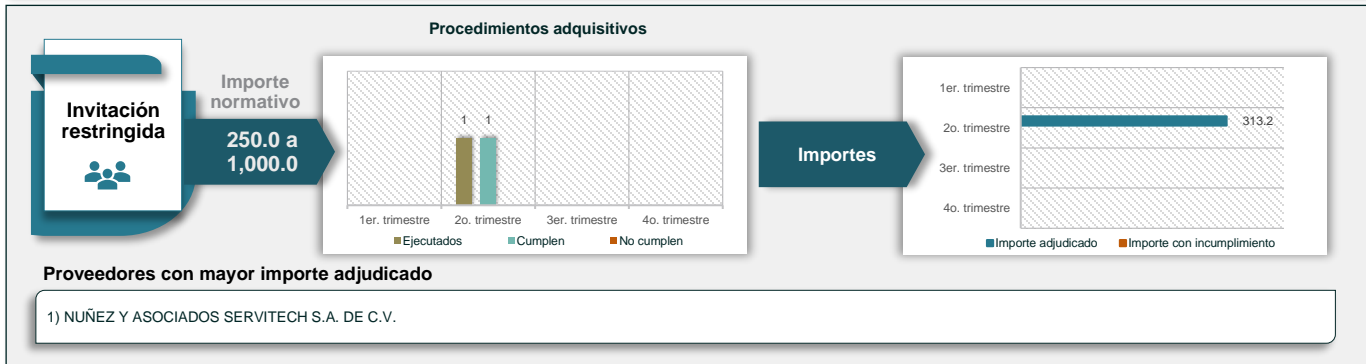 Procedimientos adquisitivos
Invitación
restringida
Importe
normativo
250.0 a
1,000.0
1 1
1er. trimestre 2o. trimestre 3er. trimestre 4o. trimestre
Ejecutados Cumplen No cumplen
Importes
1er. trimestre
2o. trimestre 313.2
3er. trimestre
4o. trimestre
Importe adjudicado Importe con incumplimiento
Proveedores con mayor importe adjudicado
1) NUÑEZ Y ASOCIADOS SERVITECH S.A. DE C.V.